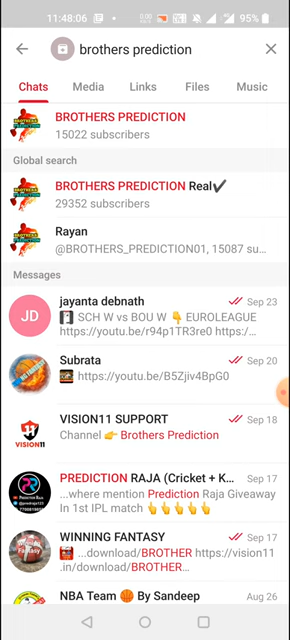 11:48:06
95%
brothers prediction
Chats Media Links Files Music
BROTHERS PREDICTION
15022 subscribers
Global search
BROTHERS PREDICTION Real✔
29352 subscribers
Rayan
@BROTHERS_PREDICTION01, 15087 su...
Messages
JD
jayanta debnath Sep 23
SCH W vs BOU W 👇 EUROLEAGUE
https://youtu.be/r94p1TR3re0 https:/...
Subrata Sep 20
https://youtu.be/B5Zjiv4BpG0
VISION11
VISION11 SUPPORT Sep 18
Channel 👉 Brothers Prediction
PREDICTION RAJA (Cricket + K... Sep 17
...where mention Prediction Raja Giveaway
In 1st IPL match 👆👆👆👆👆
WINNING FANTASY Sep 17
...download/BROTHER https://vision11
.in/download/BROTHER...
NBA Team 🏀 By Sandeep Aug 26